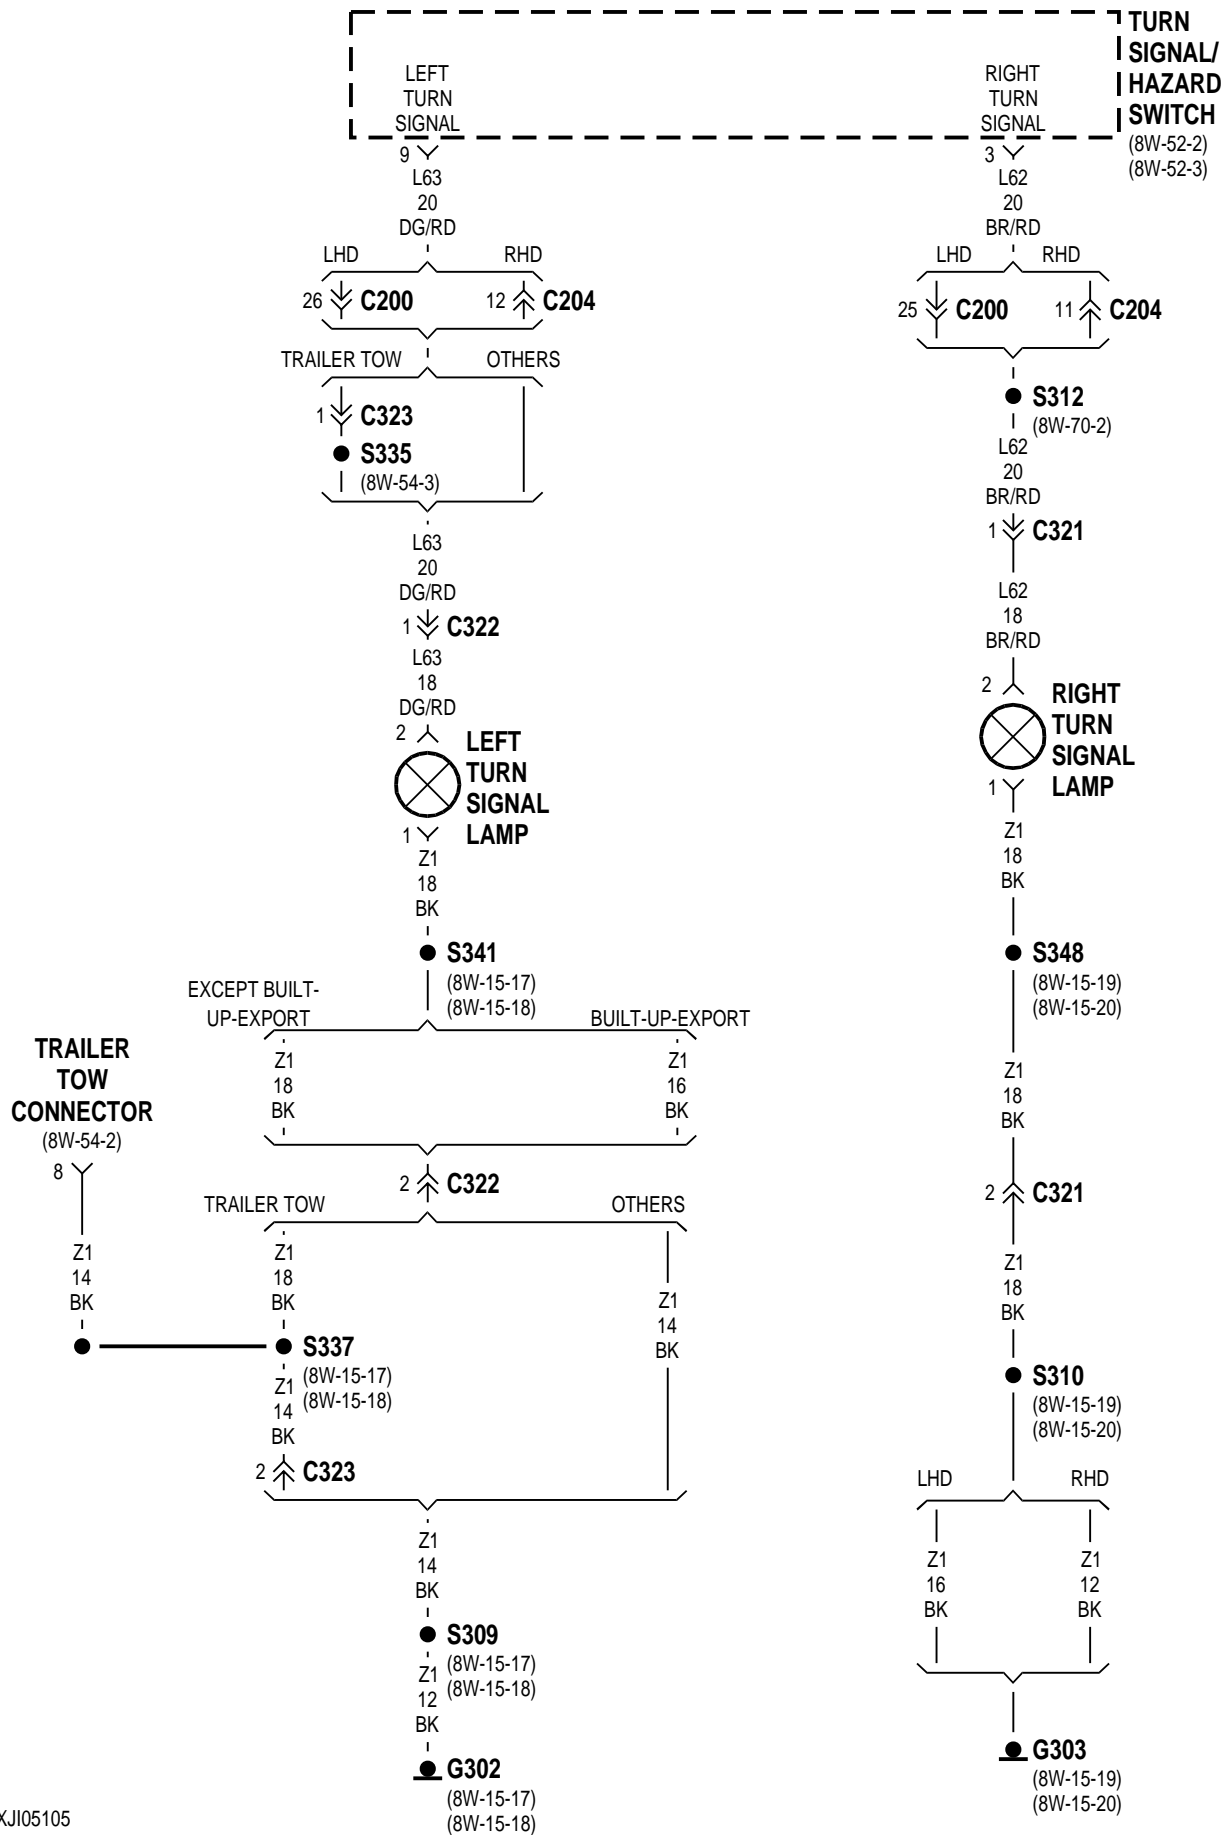 TURN
SIGNAL/
HAZARD
SWITCH
(8W-52-2)
(8W-52-3)
LEFT
TURN
SIGNAL
9
L63
20
DG/RD
LHD
RHD
26
C200
12
C204
TRAILER TOW
OTHERS
1
C323
S335
(8W-54-3)
L63
20
DG/RD
1
C322
L63
18
DG/RD
2
LEFT
TURN
SIGNAL
LAMP
1
Z1
18
BK
S341
(8W-15-17)
(8W-15-18)
EXCEPT BUILT-
UP-EXPORT
BUILT-UP-EXPORT
Z1
18
BK
Z1
16
BK
TRAILER
TOW
CONNECTOR
(8W-54-2)
8
Z1
14
BK
2
C322
TRAILER TOW
OTHERS
Z1
18
BK
Z1
14
BK
S337
(8W-15-17)
(8W-15-18)
Z1
14
BK
2
C323
Z1
14
BK
S309
(8W-15-17)
(8W-15-18)
Z1
12
BK
G302
(8W-15-17)
(8W-15-18)
RIGHT
TURN
SIGNAL
3
L62
20
BR/RD
LHD
RHD
25
C200
11
C204
S312
(8W-70-2)
L62
20
BR/RD
1
C321
L62
18
BR/RD
2
RIGHT
TURN
SIGNAL
LAMP
1
Z1
18
BK
S348
(8W-15-19)
(8W-15-20)
Z1
18
BK
2
C321
Z1
18
BK
S310
(8W-15-19)
(8W-15-20)
LHD
RHD
Z1
16
BK
Z1
12
BK
G303
(8W-15-19)
(8W-15-20)
XJI05105